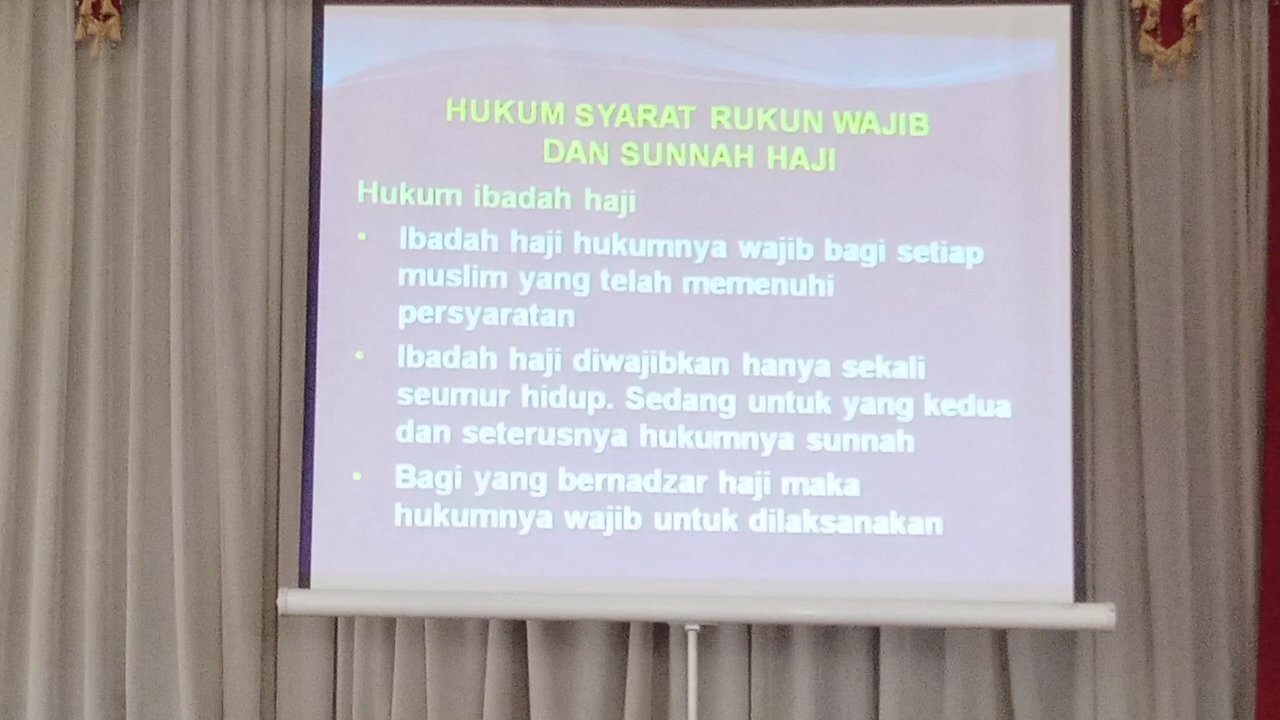 HUKUM SYARAT RUKUN WAJIB
DAN SUNNAH HAJI
Hukum ibadah haji
• Ibadah haji hukumnya wajib bagi setiap
muslim yang telah memenuhi
persyaratan
• Ibadah haji diwajibkan hanya sekali
seumur hidup. Sedang untuk yang kedua
dan seterusnya hukumnya sunnah
• Bagi yang bernadzar haji maka
hukumnya wajib untuk dilaksanakan